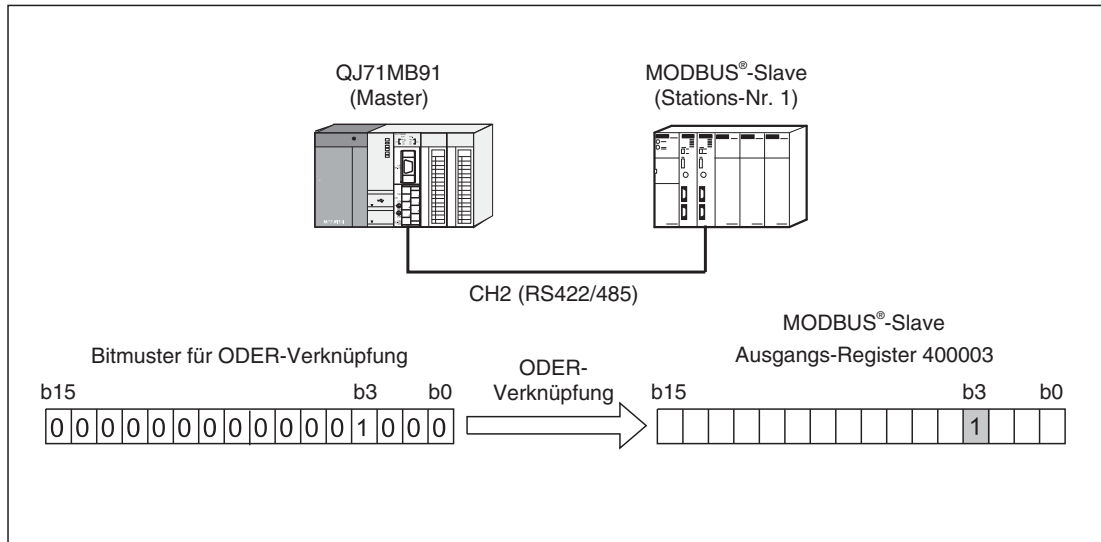 QJ71MB91
(Master)
MODBUS®-Slave
(Stations-Nr. 1)
CH2 (RS422/485)
MODBUS®-Slave
Bitmuster für ODER-Verknüpfung
ODER-
Verknüpfung
Ausgangs-Register 400003
b15 b3 b0
b15 b3 b0
0 0 0 0 0 0 0 0 0 0 0 0 1 0 0 0
1